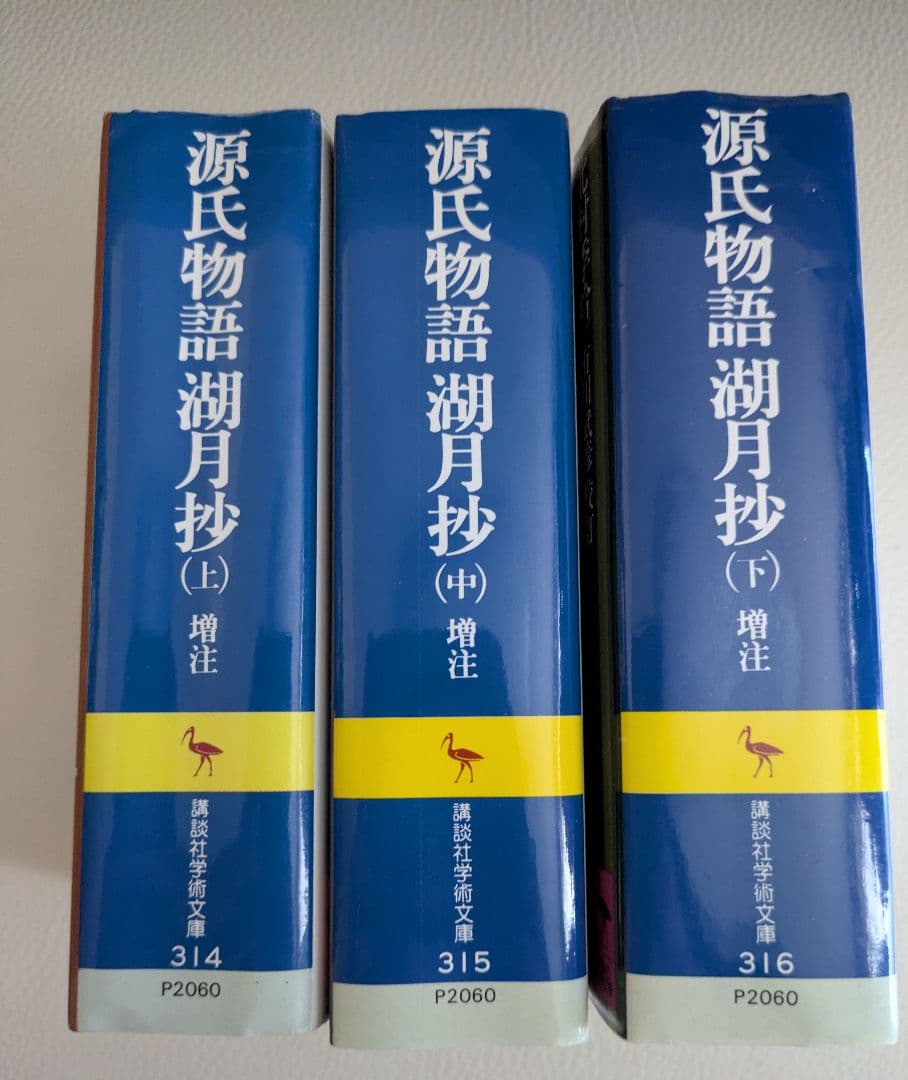 源氏物語 湖月抄(上) 増注
講談社学術文庫
314
P2060
源氏物語 湖月抄(中) 増注
講談社学術文庫
315
P2060
源氏物語 湖月抄(下) 増注
講談社学術文庫
316
P2060